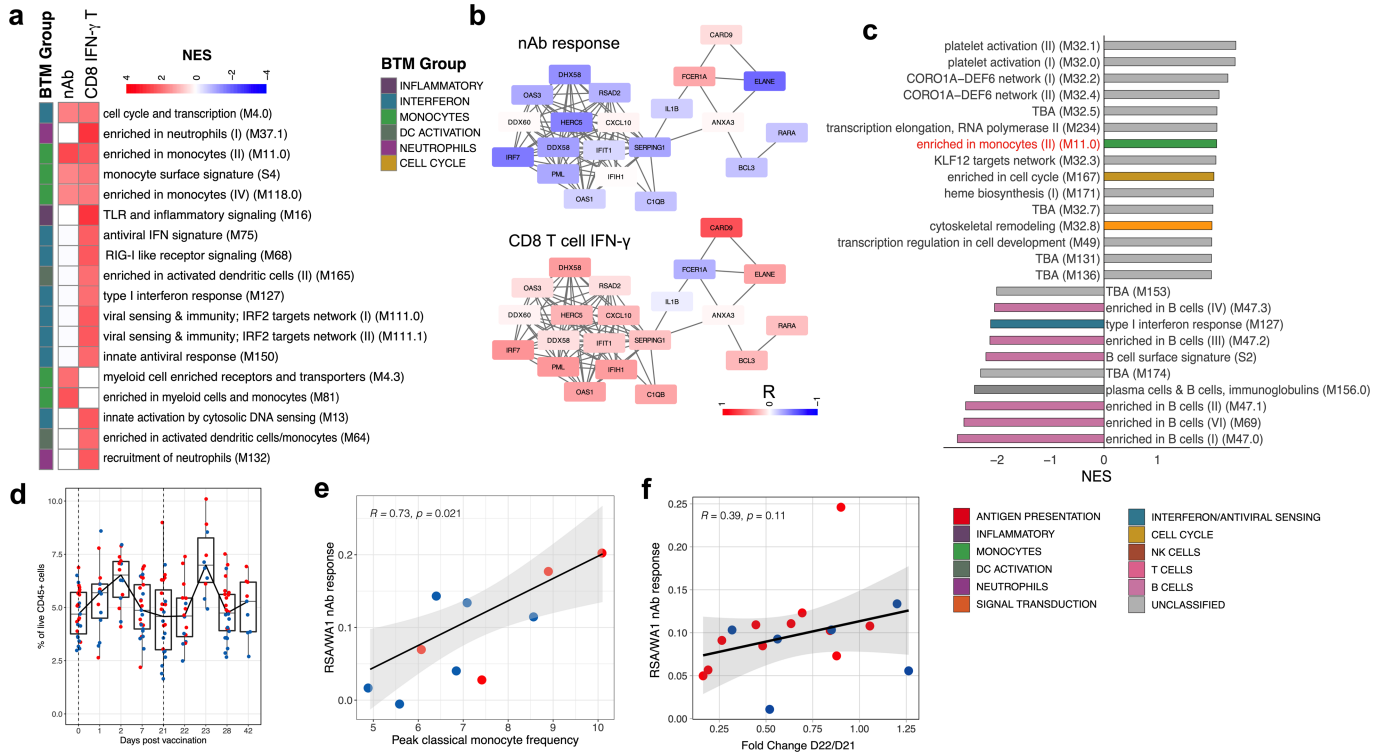 a
BTM Group
nAb
CD8 IFN-γ T
NES
4 2 0 −2 −4
cell cycle and transcription (M4.0)
enriched in neutrophils (I) (M37.1)
enriched in monocytes (II) (M11.0)
monocyte surface signature (S4)
enriched in monocytes (IV) (M118.0)
TLR and inflammatory signaling (M16)
antiviral IFN signature (M75)
RIG-I like receptor signaling (M68)
enriched in activated dendritic cells (II) (M165)
type I interferon response (M127)
viral sensing & immunity; IRF2 targets network (I) (M111.0)
viral sensing & immunity; IRF2 targets network (II) (M111.1)
innate antiviral response (M150)
myeloid cell enriched receptors and transporters (M4.3)
enriched in myeloid cells and monocytes (M81)
innate activation by cytosolic DNA sensing (M13)
enriched in activated dendritic cells/monocytes (M64)
recruitment of neutrophils (M132)
BTM Group
INFLAMMATORY
INTERFERON
MONOCYTES
DC ACTIVATION
NEUTROPHILS
CELL CYCLE
b
nAb response
CARD9
DHX58
FCER1A
ELANE
OAS3
RSAD2
IL1B
DDX60
HERC5
CXCL10
ANXA3
RARA
DDX58
IFIT1
SERPING1
IRF7
PML
IFIH1
BCL3
OAS1
C1QB
CD8 T cell IFN-γ
CARD9
DHX58
FCER1A
ELANE
OAS3
RSAD2
IL1B
DDX60
HERC5
CXCL10
ANXA3
RARA
DDX58
IFIT1
SERPING1
IRF7
PML
IFIH1
BCL3
OAS1
C1QB
R
1 0 −1
c
platelet activation (II) (M32.1)
platelet activation (I) (M32.0)
CORO1A−DEF6 network (I) (M32.2)
CORO1A−DEF6 network (II) (M32.4)
TBA (M32.5)
transcription elongation, RNA polymerase II (M234)
enriched in monocytes (II) (M11.0)
KLF12 targets network (M32.3)
enriched in cell cycle (M167)
heme biosynthesis (I) (M171)
TBA (M32.7)
cytoskeletal remodeling (M32.8)
transcription regulation in cell development (M49)
TBA (M131)
TBA (M136)
TBA (M153)
enriched in B cells (IV) (M47.3)
type I interferon response (M127)
enriched in B cells (III) (M47.2)
B cell surface signature (S2)
TBA (M174)
plasma cells & B cells, immunoglobulins (M156.0)
enriched in B cells (II) (M47.1)
enriched in B cells (VI) (M69)
enriched in B cells (I) (M47.0)
−2 −1 0 1
NES
d
% of live CD45+ cells
10.0
7.5
5.0
2.5
0.0
0 1 2 7 21 22 23 28 42
Days post vaccination
e
R = 0.73, p = 0.021
RSA/WA1 nAb response
0.2
0.1
0.0
5 6 7 8 9 10
Peak classical monocyte frequency
f
R = 0.39, p = 0.11
RSA/WA1 nAb response
0.25
0.20
0.15
0.10
0.05
0.00
0.25 0.50 0.75 1.00 1.25
Fold Change D22/D21
ANTIGEN PRESENTATION
INFLAMMATORY
MONOCYTES
DC ACTIVATION
NEUTROPHILS
SIGNAL TRANSDUCTION
INTERFERON/ANTIVIRAL SENSING
CELL CYCLE
NK CELLS
T CELLS
B CELLS
UNCLASSIFIED